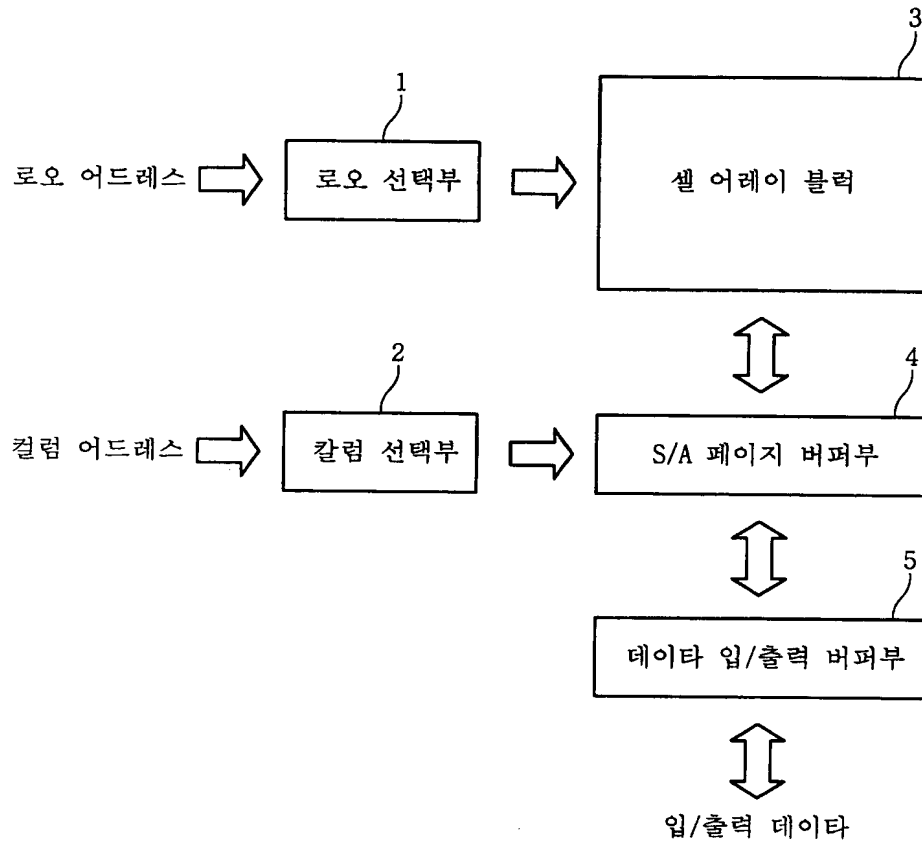 3
1
로오 어드레스
로오 선택부
셀 어레이 블럭
2
4
컬럼 어드레스
칼럼 선택부
S/A 페이지 버퍼부
5
데이타 입/출력 버퍼부
입/출력 데이타